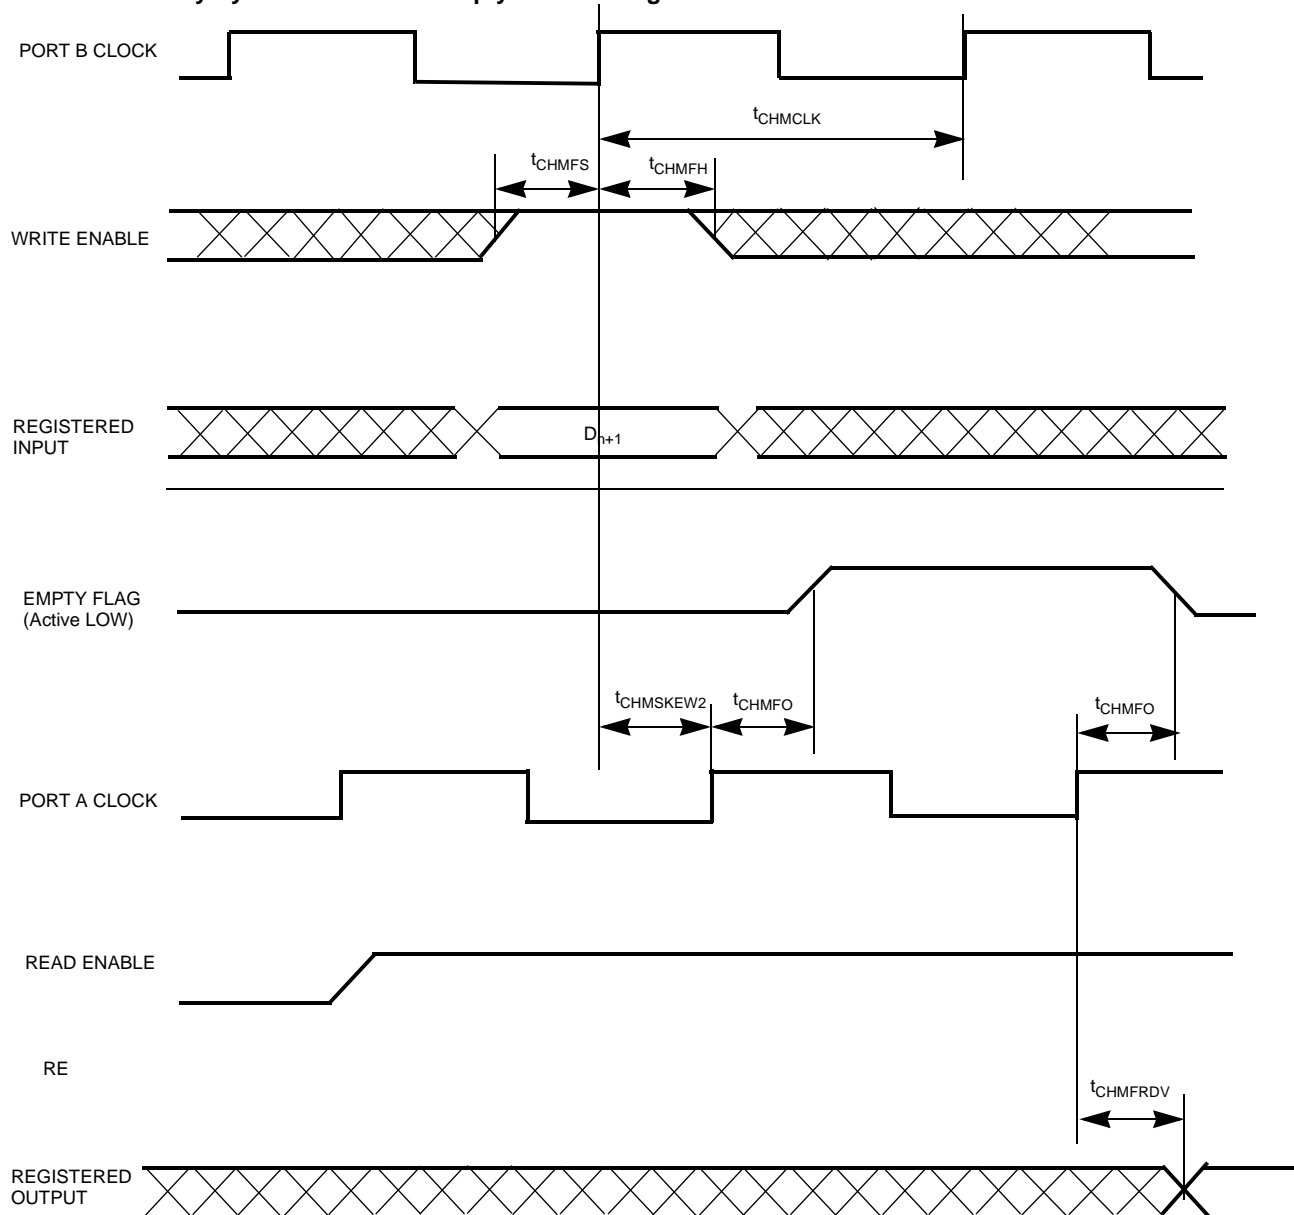 PORT B CLOCK
tCHMCLK
tCHMFS
tCHMFH
WRITE ENABLE
REGISTERED
INPUT
Dn+1
EMPTY FLAG
(Active LOW)
tCHMSKEW2
tCHMFO
tCHMFO
PORT A CLOCK
READ ENABLE
RE
tCHMFRDV
REGISTERED
OUTPUT